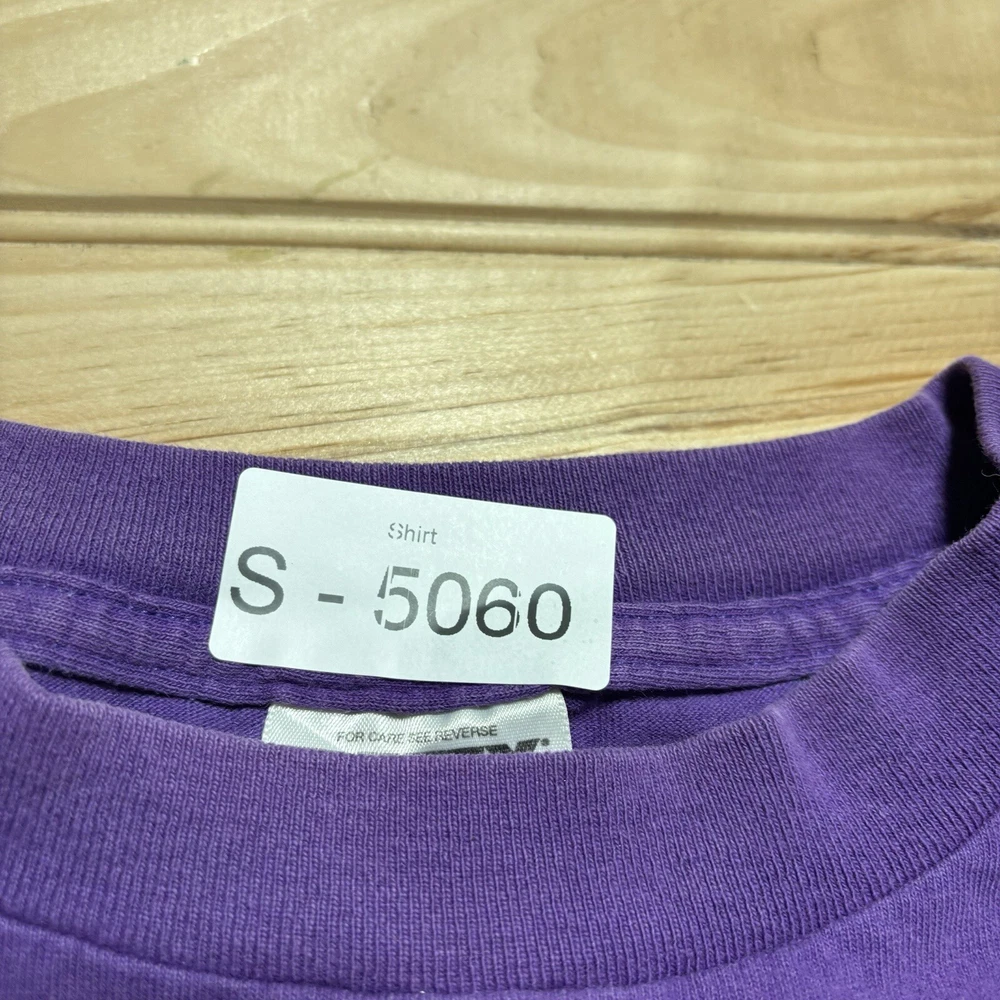 Shirt
S - 5060
FOR CARE SEE REVERSE